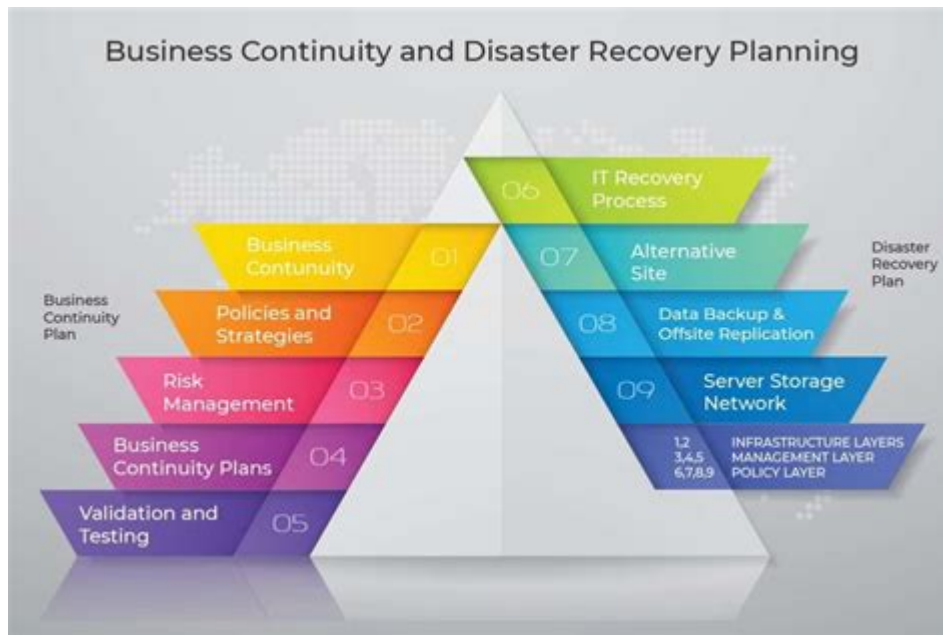 Business Continuity and Disaster Recovery Planning
Business
Continuity
Plan
Business
Contunuity
01
Policies and
Strategies
02
Risk
Management
03
Business
Continuity Plans
04
Validation and
Testing
05
06
IT Recovery
Process
07
Alternative
Site
08
Data Backup &
Offsite Replication
09
Server Storage
Network
1,2 INFRASTRUCTURE LAYERS
3,4,5 MANAGEMENT LAYER
6,7,8,9 POLICY LAYER
Disaster
Recovery
Plan